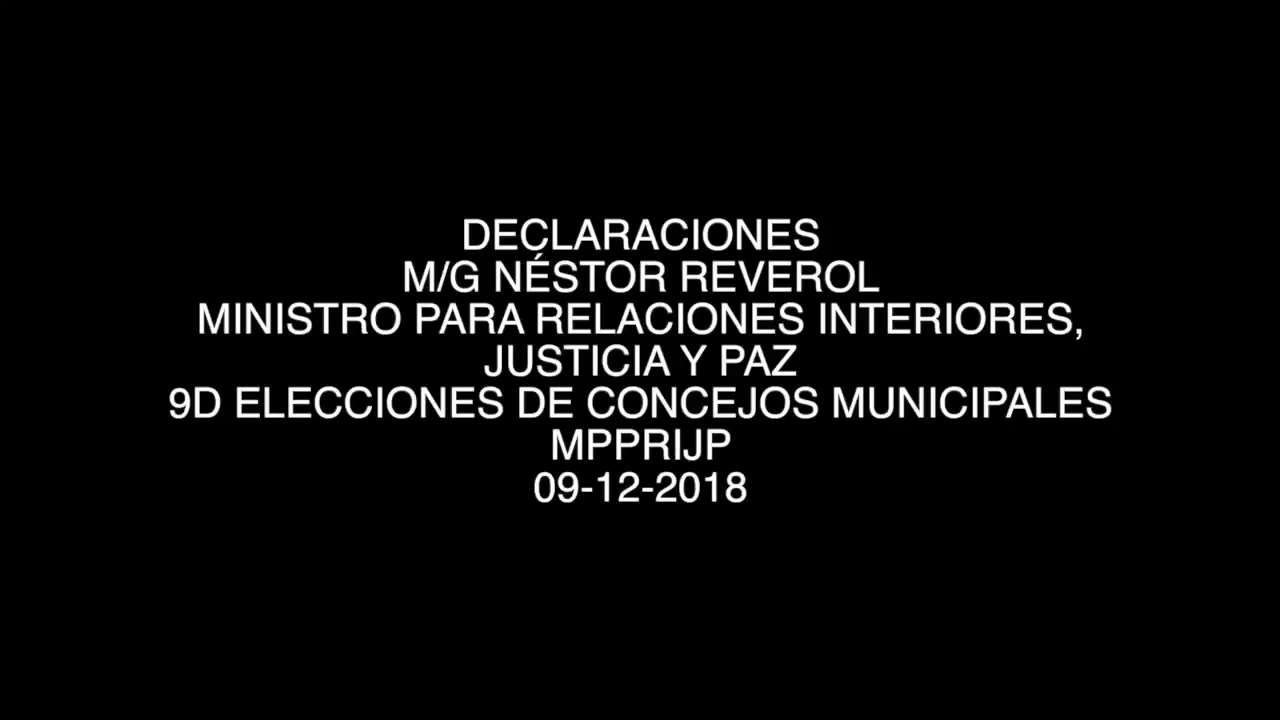 DECLARACIONES
M/G NÉSTOR REVEROL
MINISTRO PARA RELACIONES INTERIORES,
JUSTICIA Y PAZ
9D ELECCIONES DE CONCEJOS MUNICIPALES
MPPRIJP
09-12-2018